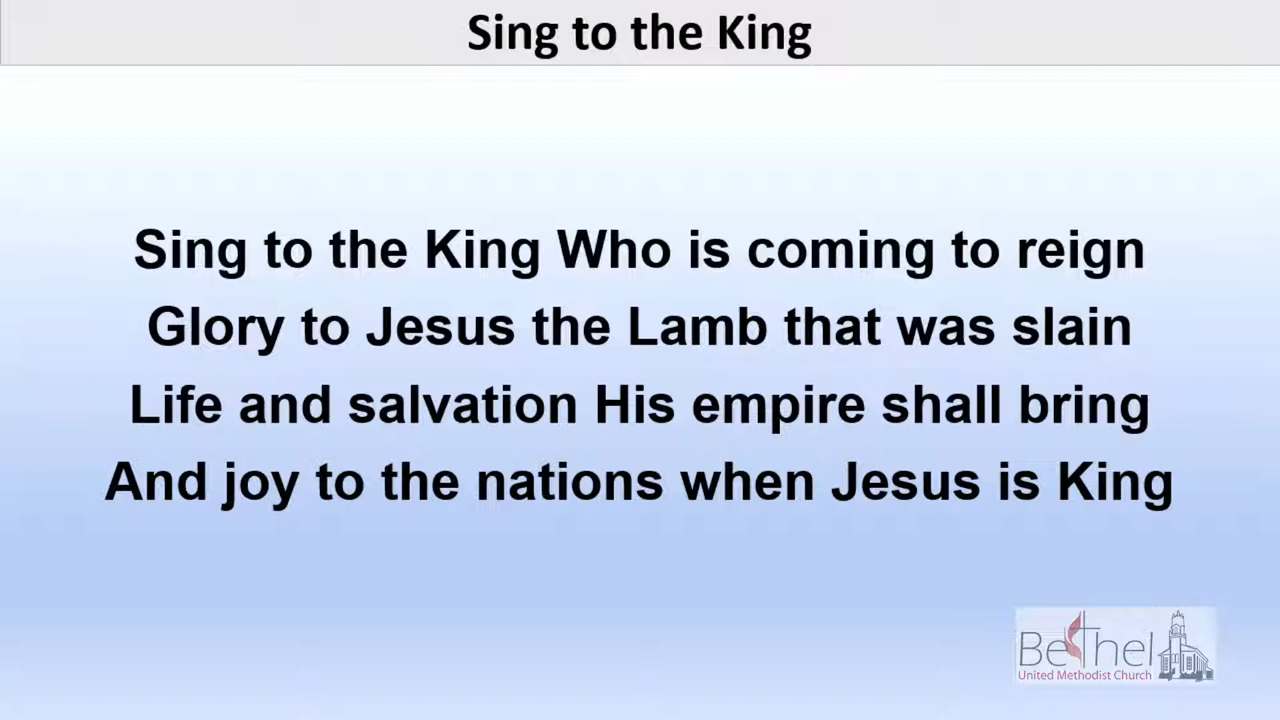 Sing to the King
Sing to the King Who is coming to reign
Glory to Jesus the Lamb that was slain
Life and salvation His empire shall bring
And joy to the nations when Jesus is King
Bethel
United Methodist Church